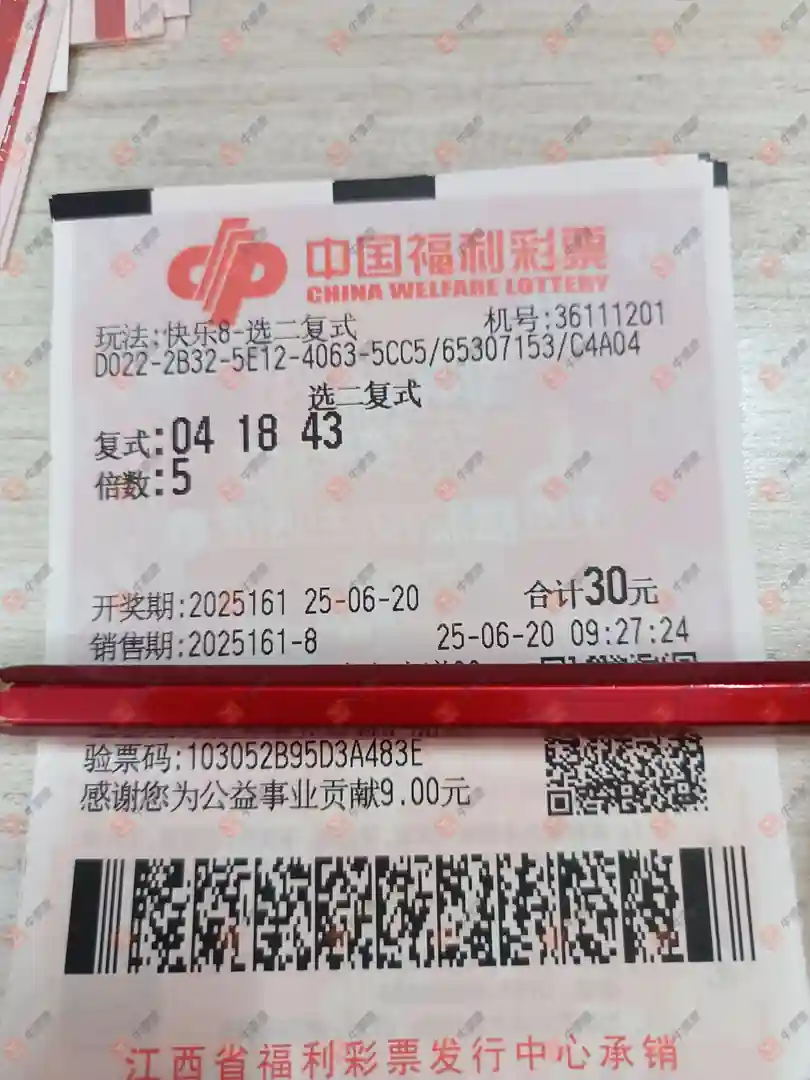 中国福利彩票
CHINA WELFARE LOTTERY
玩法:快乐8-选二复式 机号:36111201
D022-2B32-5E12-4063-5CC5/65307153/C4A04
选二复式
复式:04 18 43
倍数:5
开奖期:2025161 25-06-20 合计30元
销售期:2025161-8 25-06-20 09:27:24
验票码:103052B95D3A483E
感谢您为公益事业贡献9.00元
江西省福利彩票发行中心承销